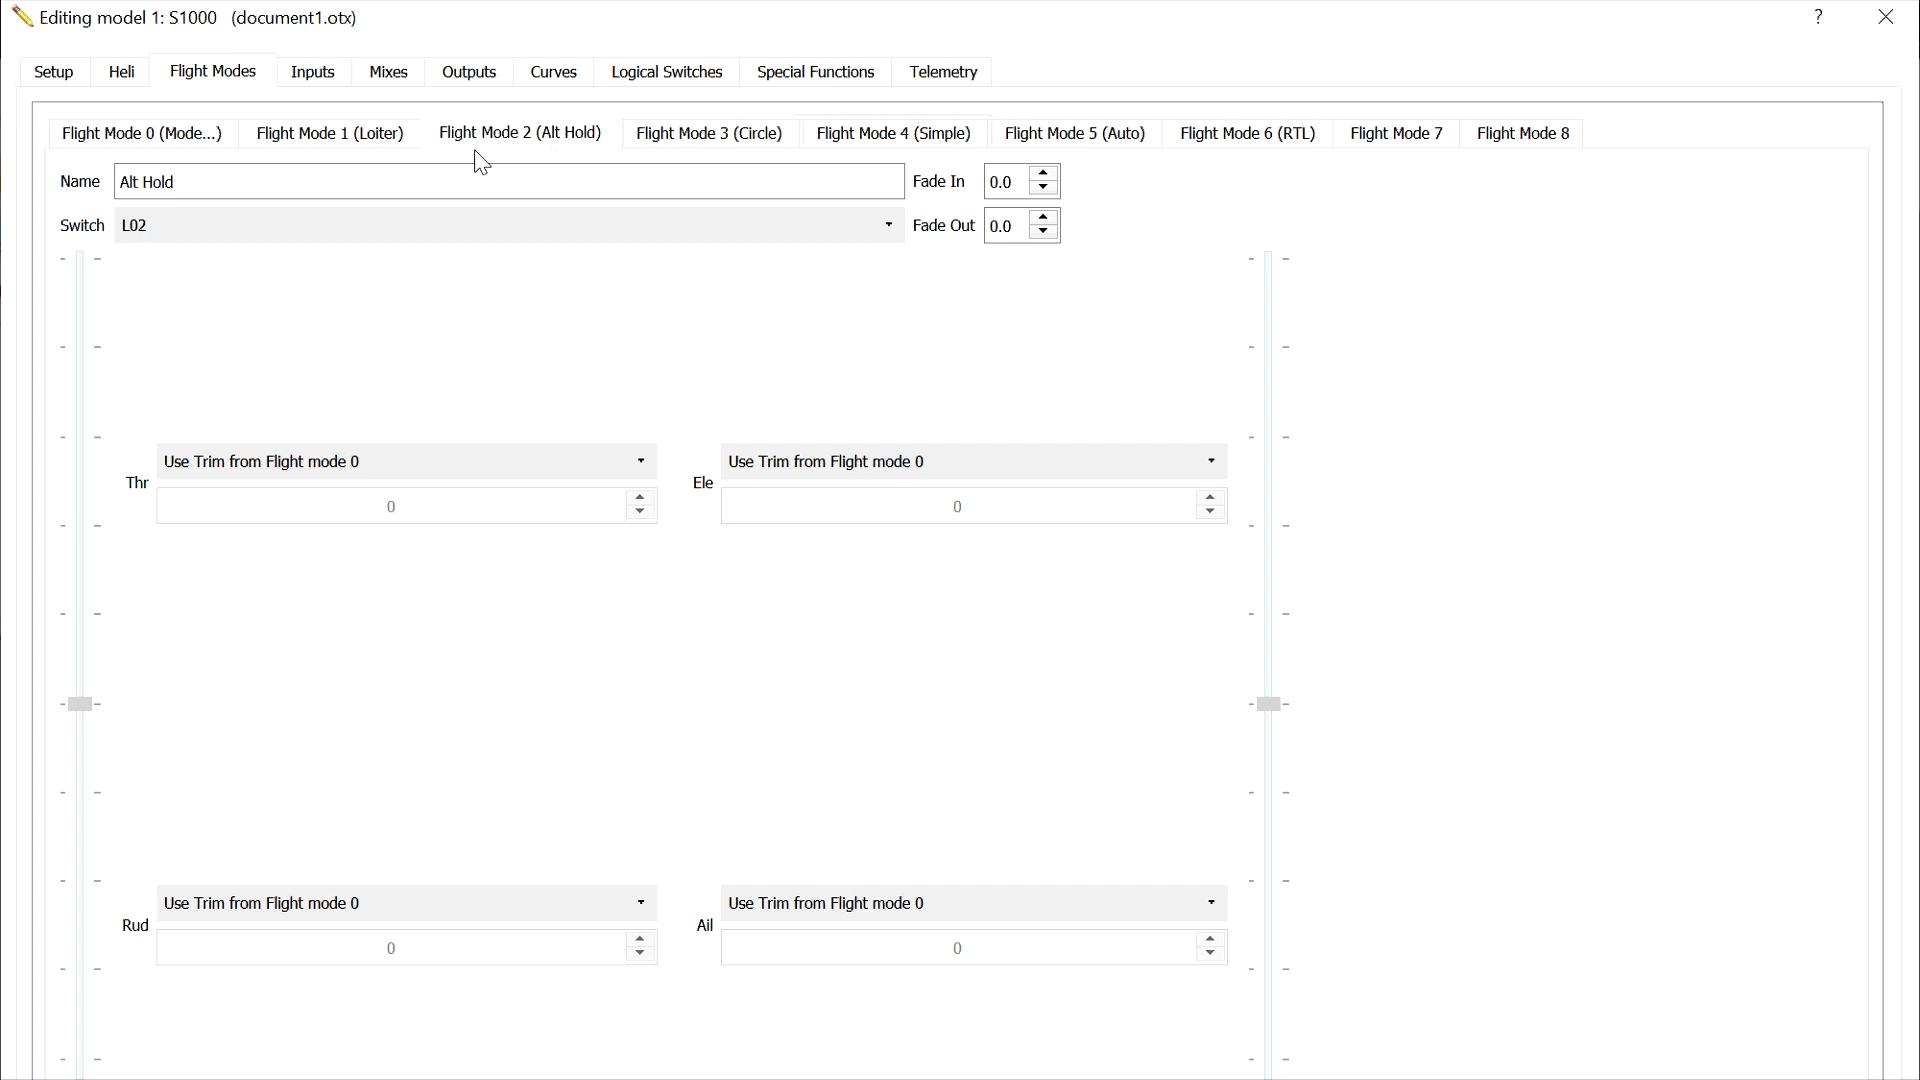 Editing model 1: S1000 (document1.otx)
?
Setup Heli Flight Modes Inputs Mixes Outputs Curves Logical Switches Special Functions Telemetry
Flight Mode 0 (Mode...) Flight Mode 1 (Loiter) Flight Mode 2 (Alt Hold) Flight Mode 3 (Circle) Flight Mode 4 (Simple) Flight Mode 5 (Auto) Flight Mode 6 (RTL) Flight Mode 7 Flight Mode 8
Name Alt Hold Fade In 0.0
Switch L02 Fade Out 0.0
Use Trim from Flight mode 0 Use Trim from Flight mode 0
Thr Ele
0 0
Use Trim from Flight mode 0 Use Trim from Flight mode 0
Rud Ail
0 0